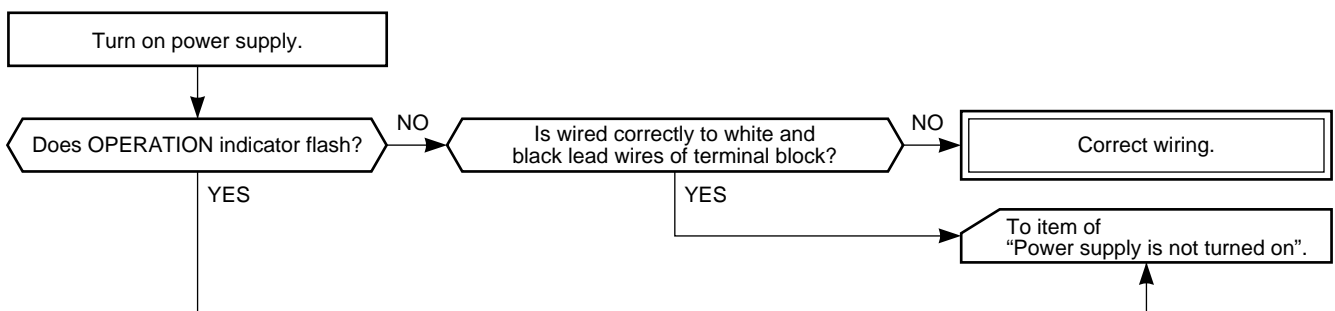 Turn on power supply.
Does OPERATION indicator flash?
NO
Is wired correctly to white and
black lead wires of terminal block?
NO
Correct wiring.
YES
YES
To item of
“Power supply is not turned on”.